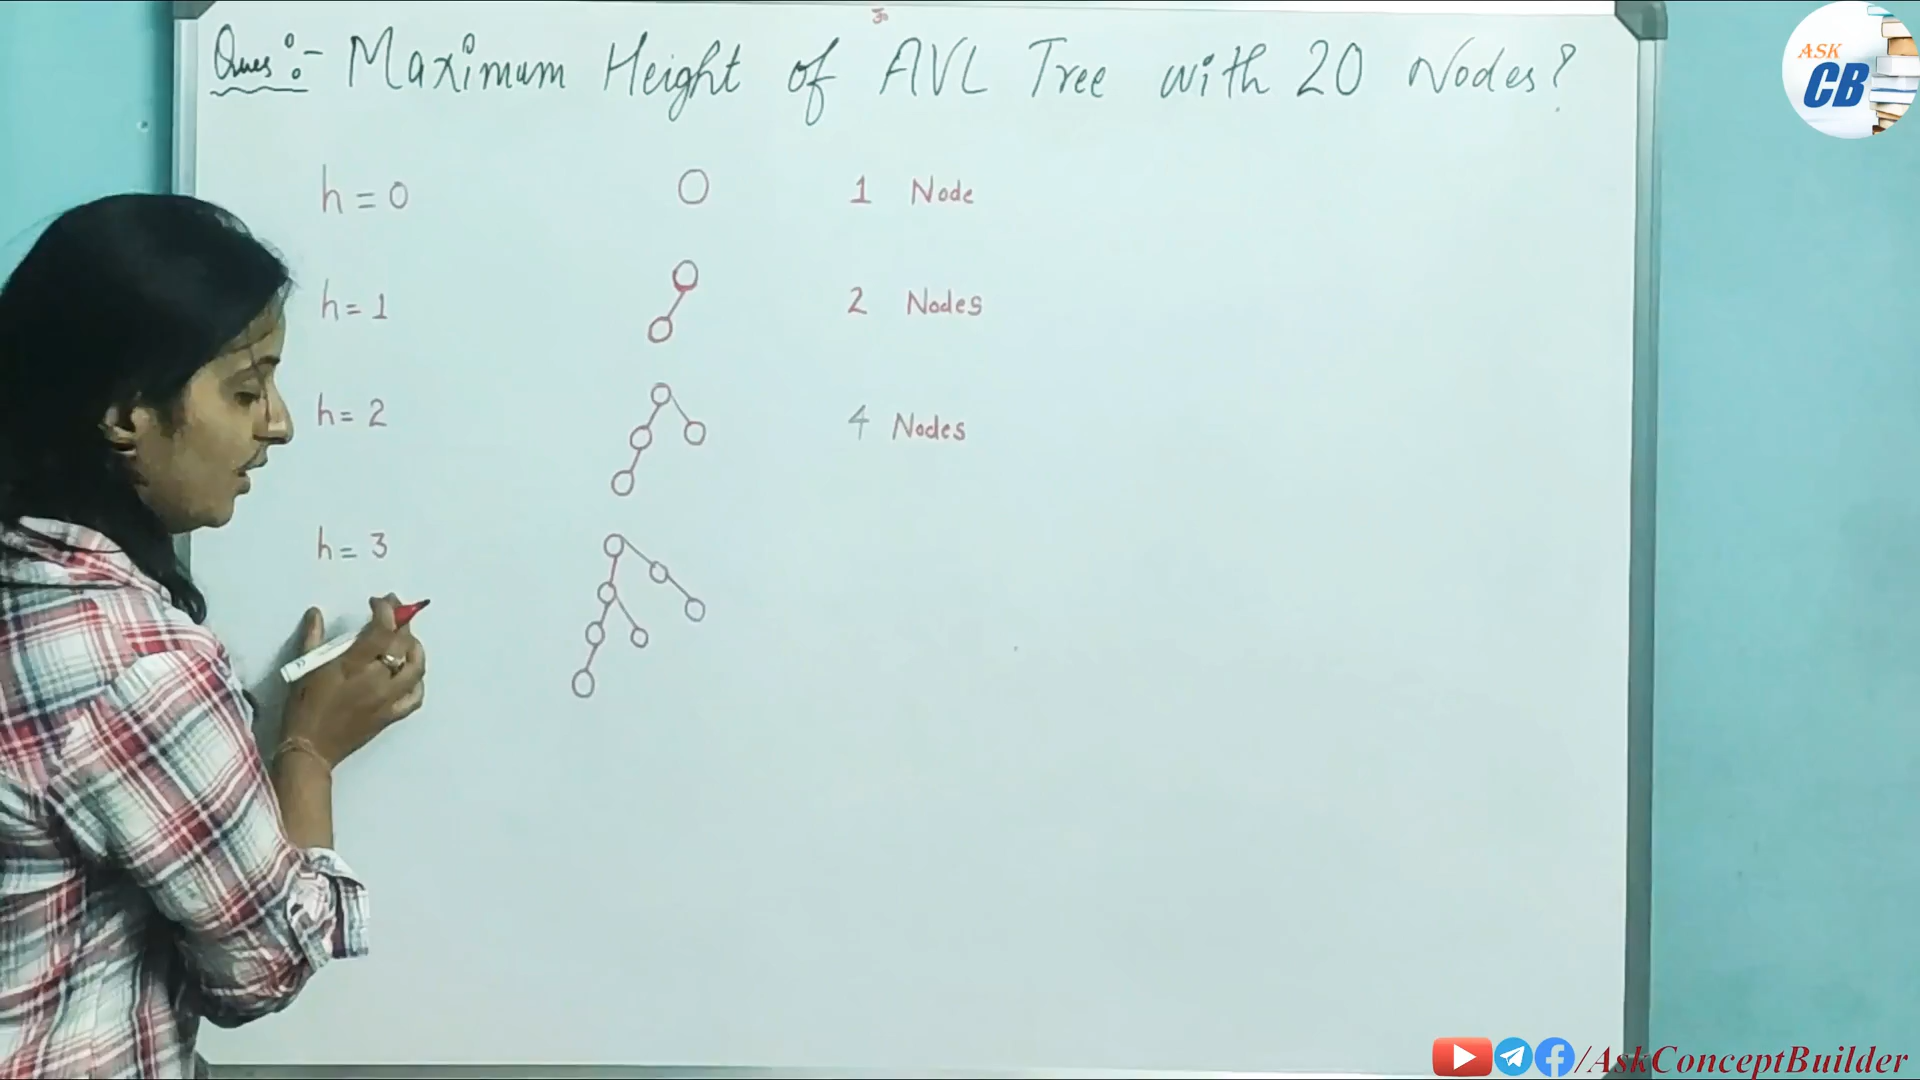 Ques:- Maximum Height of AVL Tree with 20 Nodes?
ASK
CB
h = 0 1 Node
h = 1 2 Nodes
h = 2 4 Nodes
h = 3
/AskConceptBuilder